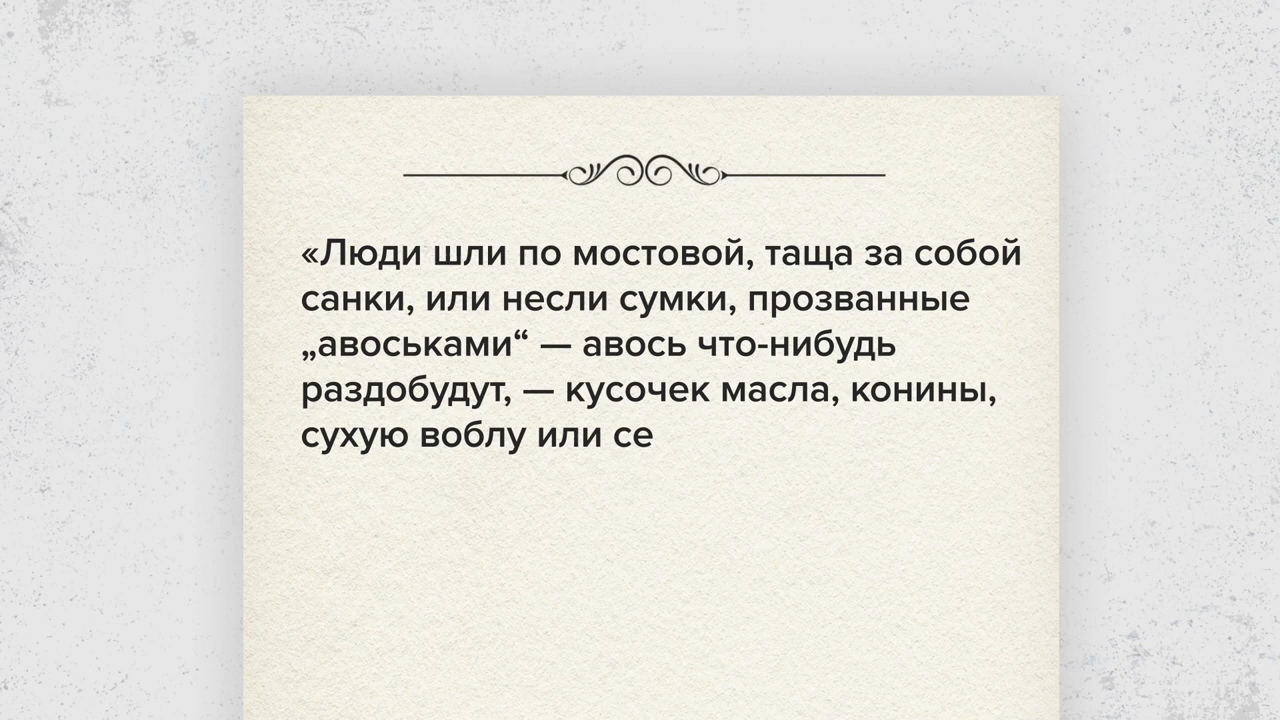 «Люди шли по мостовой, таща за собой
санки, или несли сумки, прозванные
„авоськами“ — авось что-нибудь
раздобудут, — кусочек масла, конины,
сухую воблу или се